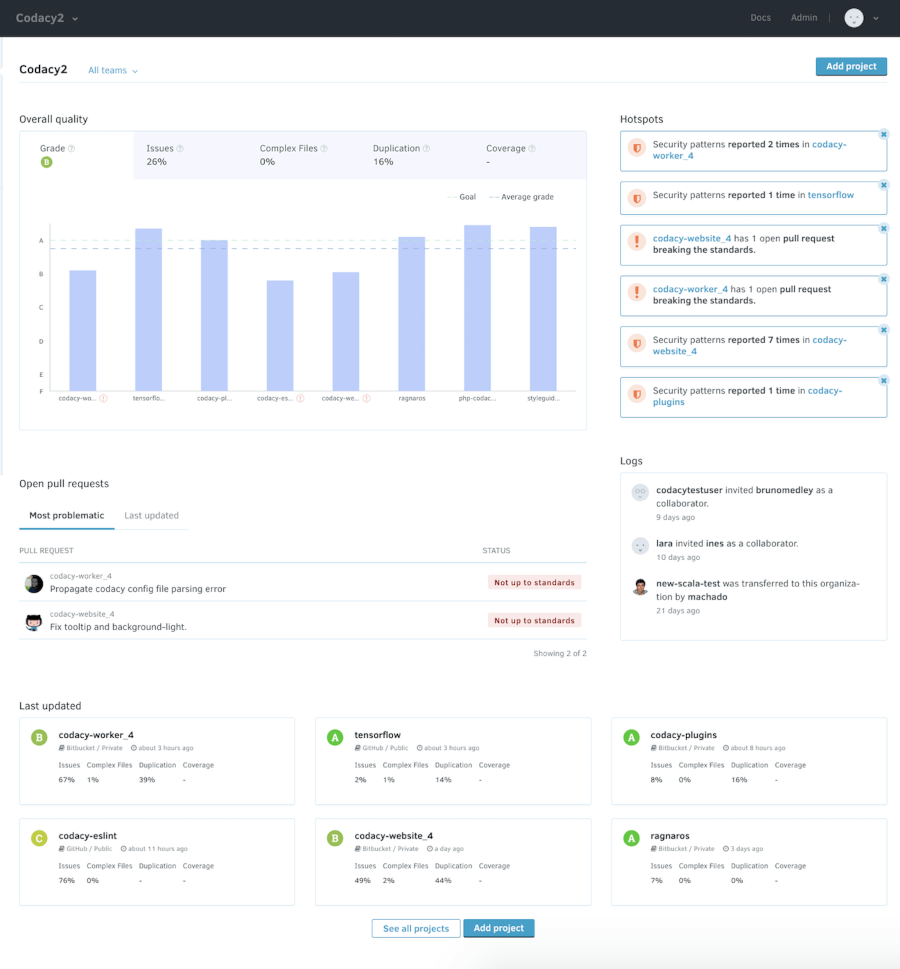 Codacy2
Docs Admin
Codacy2 All teams Add project
Overall quality
Grade
B
Issues
26%
Complex Files
0%
Duplication
16%
Coverage
-
Goal Average grade
A
B
C
D
E
F
codacy-wo... tensorflo... codacy-pl... codacy-es... codacy-we... ragnaros php-codac... styleguid...
Hotspots
Security patterns reported 2 times in codacy-
worker_4
Security patterns reported 1 time in tensorflow
codacy-website_4 has 1 open pull request
breaking the standards.
codacy-worker_4 has 1 open pull request
breaking the standards.
Security patterns reported 7 times in codacy-
website_4
Security patterns reported 1 time in codacy-
plugins
Open pull requests
Most problematic Last updated
PULL REQUEST STATUS
codacy-worker_4
Propagate codacy config file parsing error
Not up to standards
codacy-website_4
Fix tooltip and background-light.
Not up to standards
Showing 2 of 2
Logs
codacytestuser invited brunomedley as a
collaborator.
9 days ago
lara invited ines as a collaborator.
10 days ago
new-scala-test was transferred to this organiza-
tion by machado
21 days ago
Last updated
B codacy-worker_4
Bitbucket / Private about 3 hours ago
Issues Complex Files Duplication Coverage
67% 1% 39% -
A tensorflow
GitHub / Public about 3 hours ago
Issues Complex Files Duplication Coverage
2% 1% 14% -
A codacy-plugins
Bitbucket / Private about 8 hours ago
Issues Complex Files Duplication Coverage
8% 0% 16% -
C codacy-eslint
GitHub / Public about 11 hours ago
Issues Complex Files Duplication Coverage
76% 0% - -
B codacy-website_4
Bitbucket / Private a day ago
Issues Complex Files Duplication Coverage
49% 2% 44% -
A ragnaros
Bitbucket / Private 3 days ago
Issues Complex Files Duplication Coverage
7% 0% 0% -
See all projects Add project